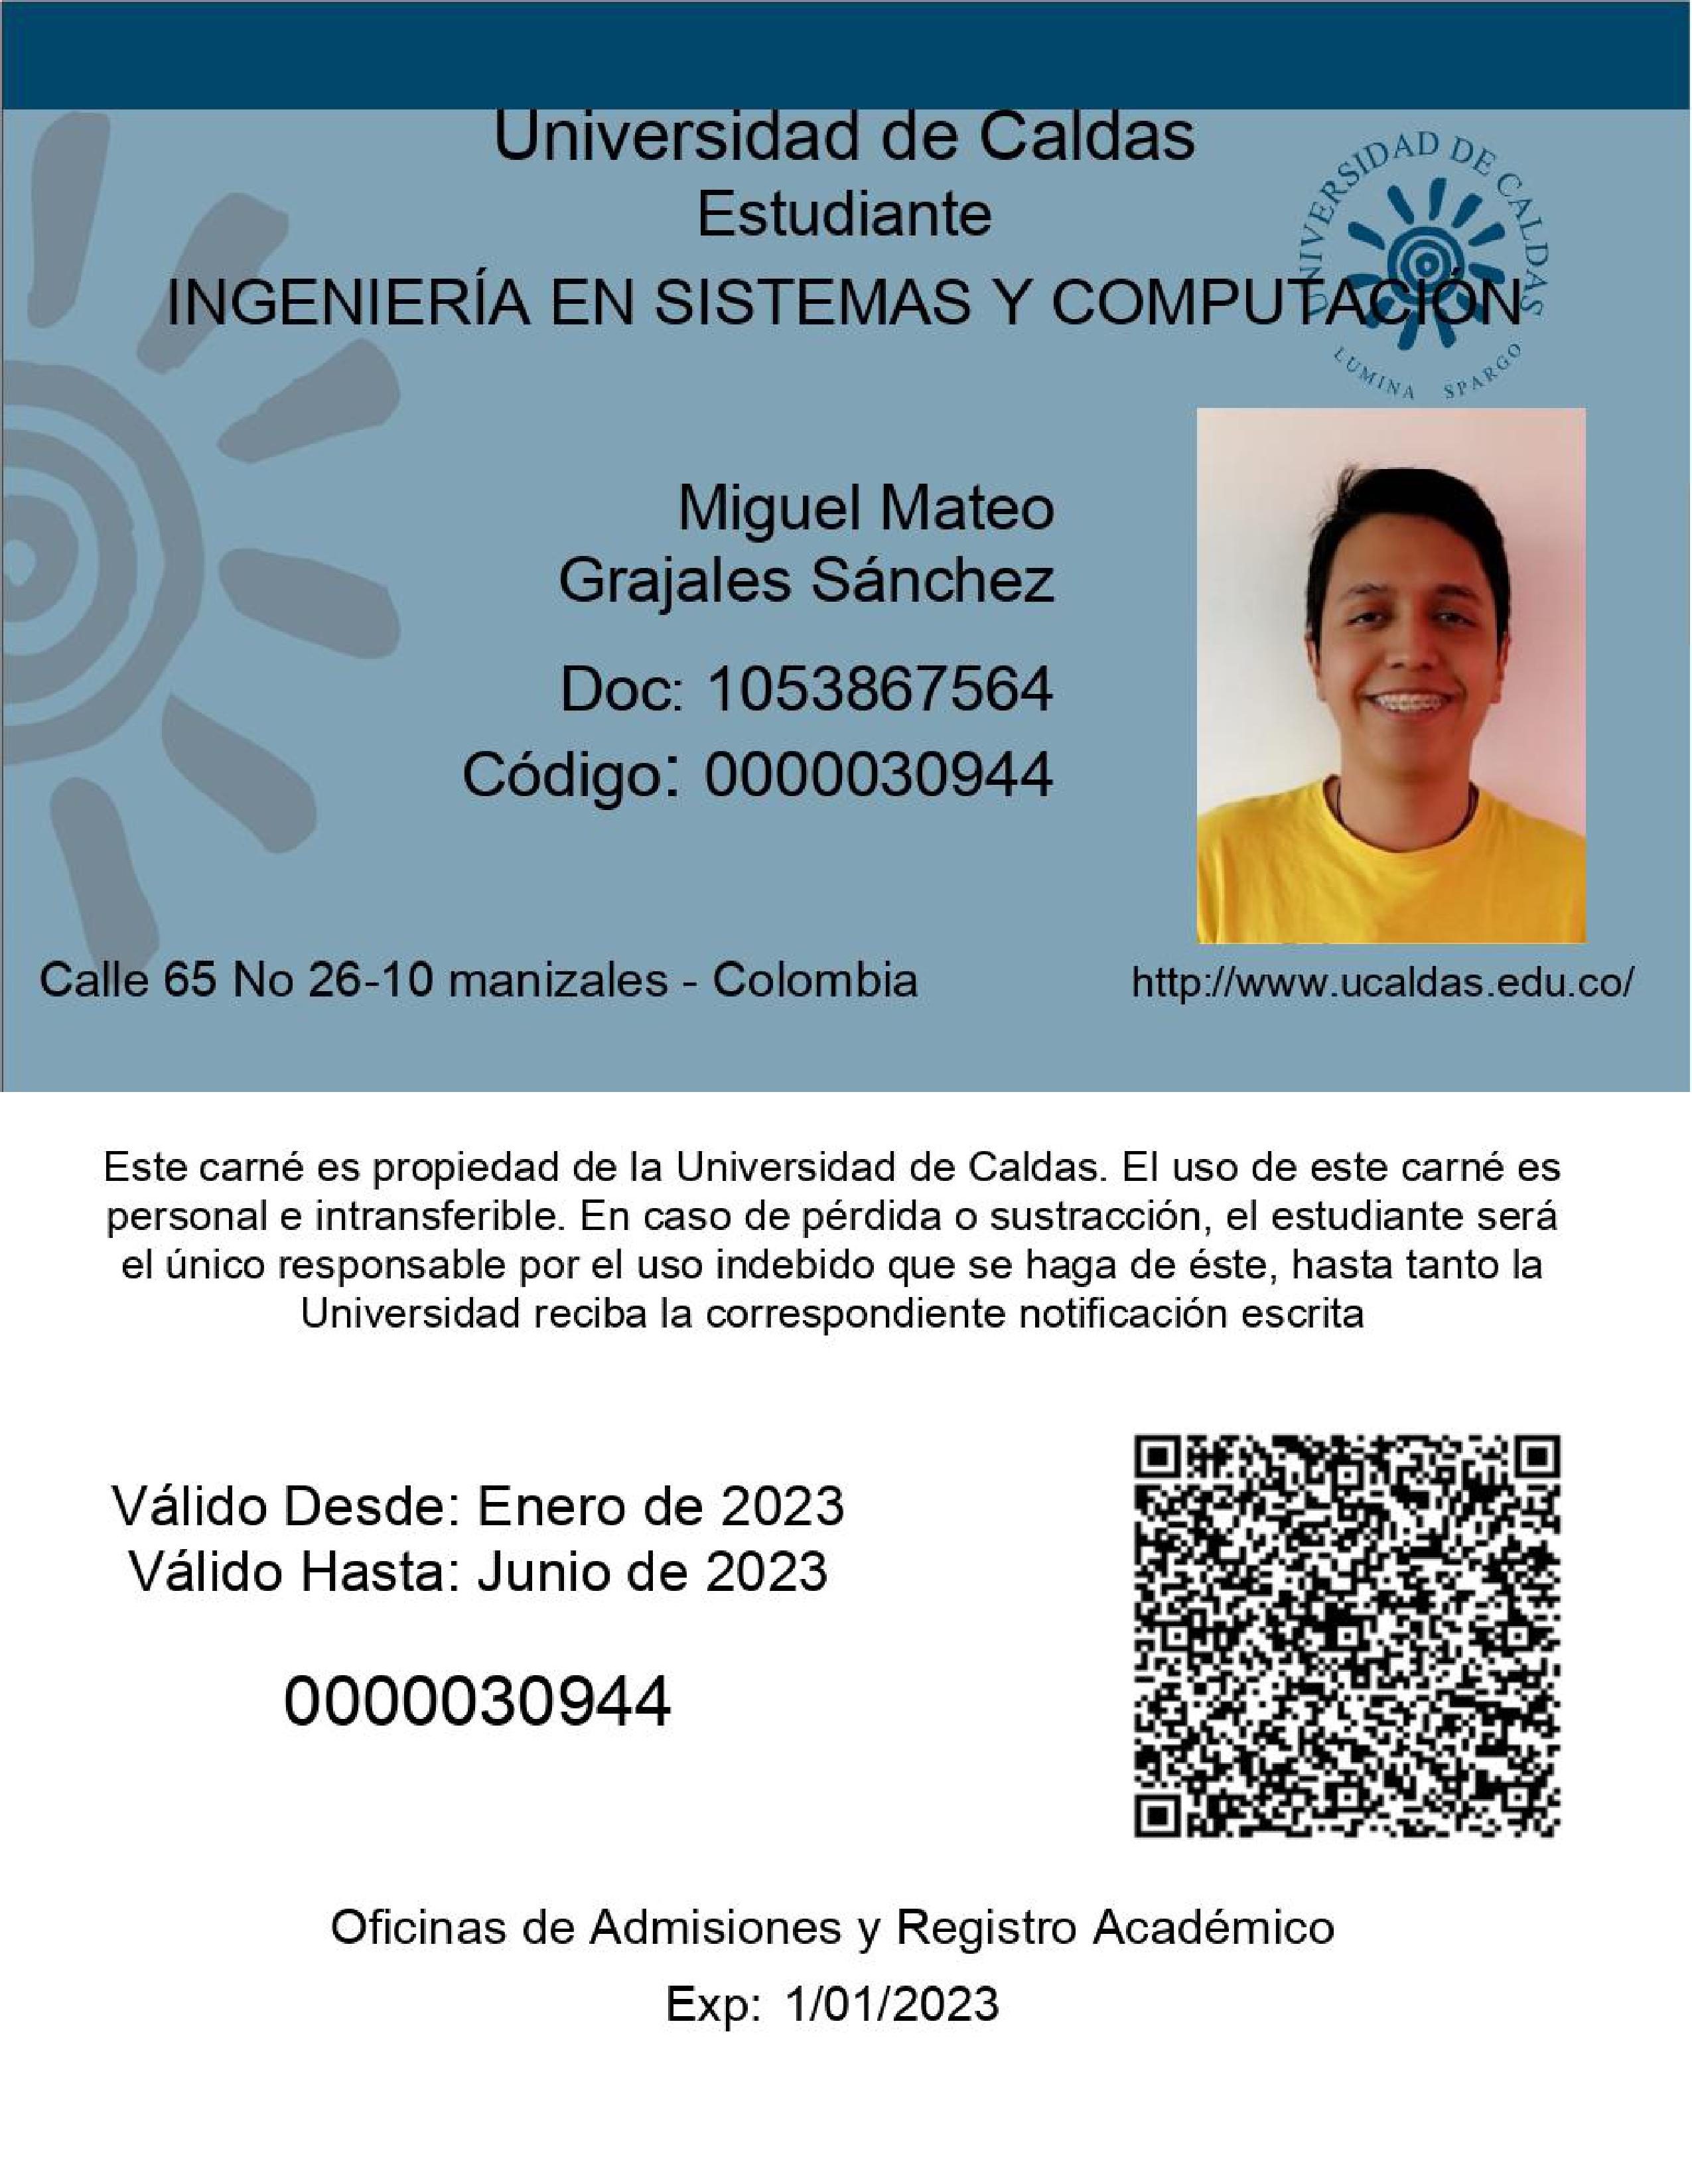 Universidad de Caldas
Estudiante
INGENIERÍA EN SISTEMAS Y COMPUTACIÓN
UNIVERSIDAD DE CALDAS
LUMINA SPARGO
Miguel Mateo
Grajales Sánchez
Doc: 1053867564
Código: 0000030944
Calle 65 No 26-10 manizales - Colombia
http://www.ucaldas.edu.co/
Este carné es propiedad de la Universidad de Caldas. El uso de este carné es
personal e intransferible. En caso de pérdida o sustracción, el estudiante será
el único responsable por el uso indebido que se haga de éste, hasta tanto la
Universidad reciba la correspondiente notificación escrita
Válido Desde: Enero de 2023
Válido Hasta: Junio de 2023
0000030944
Oficinas de Admisiones y Registro Académico
Exp: 1/01/2023